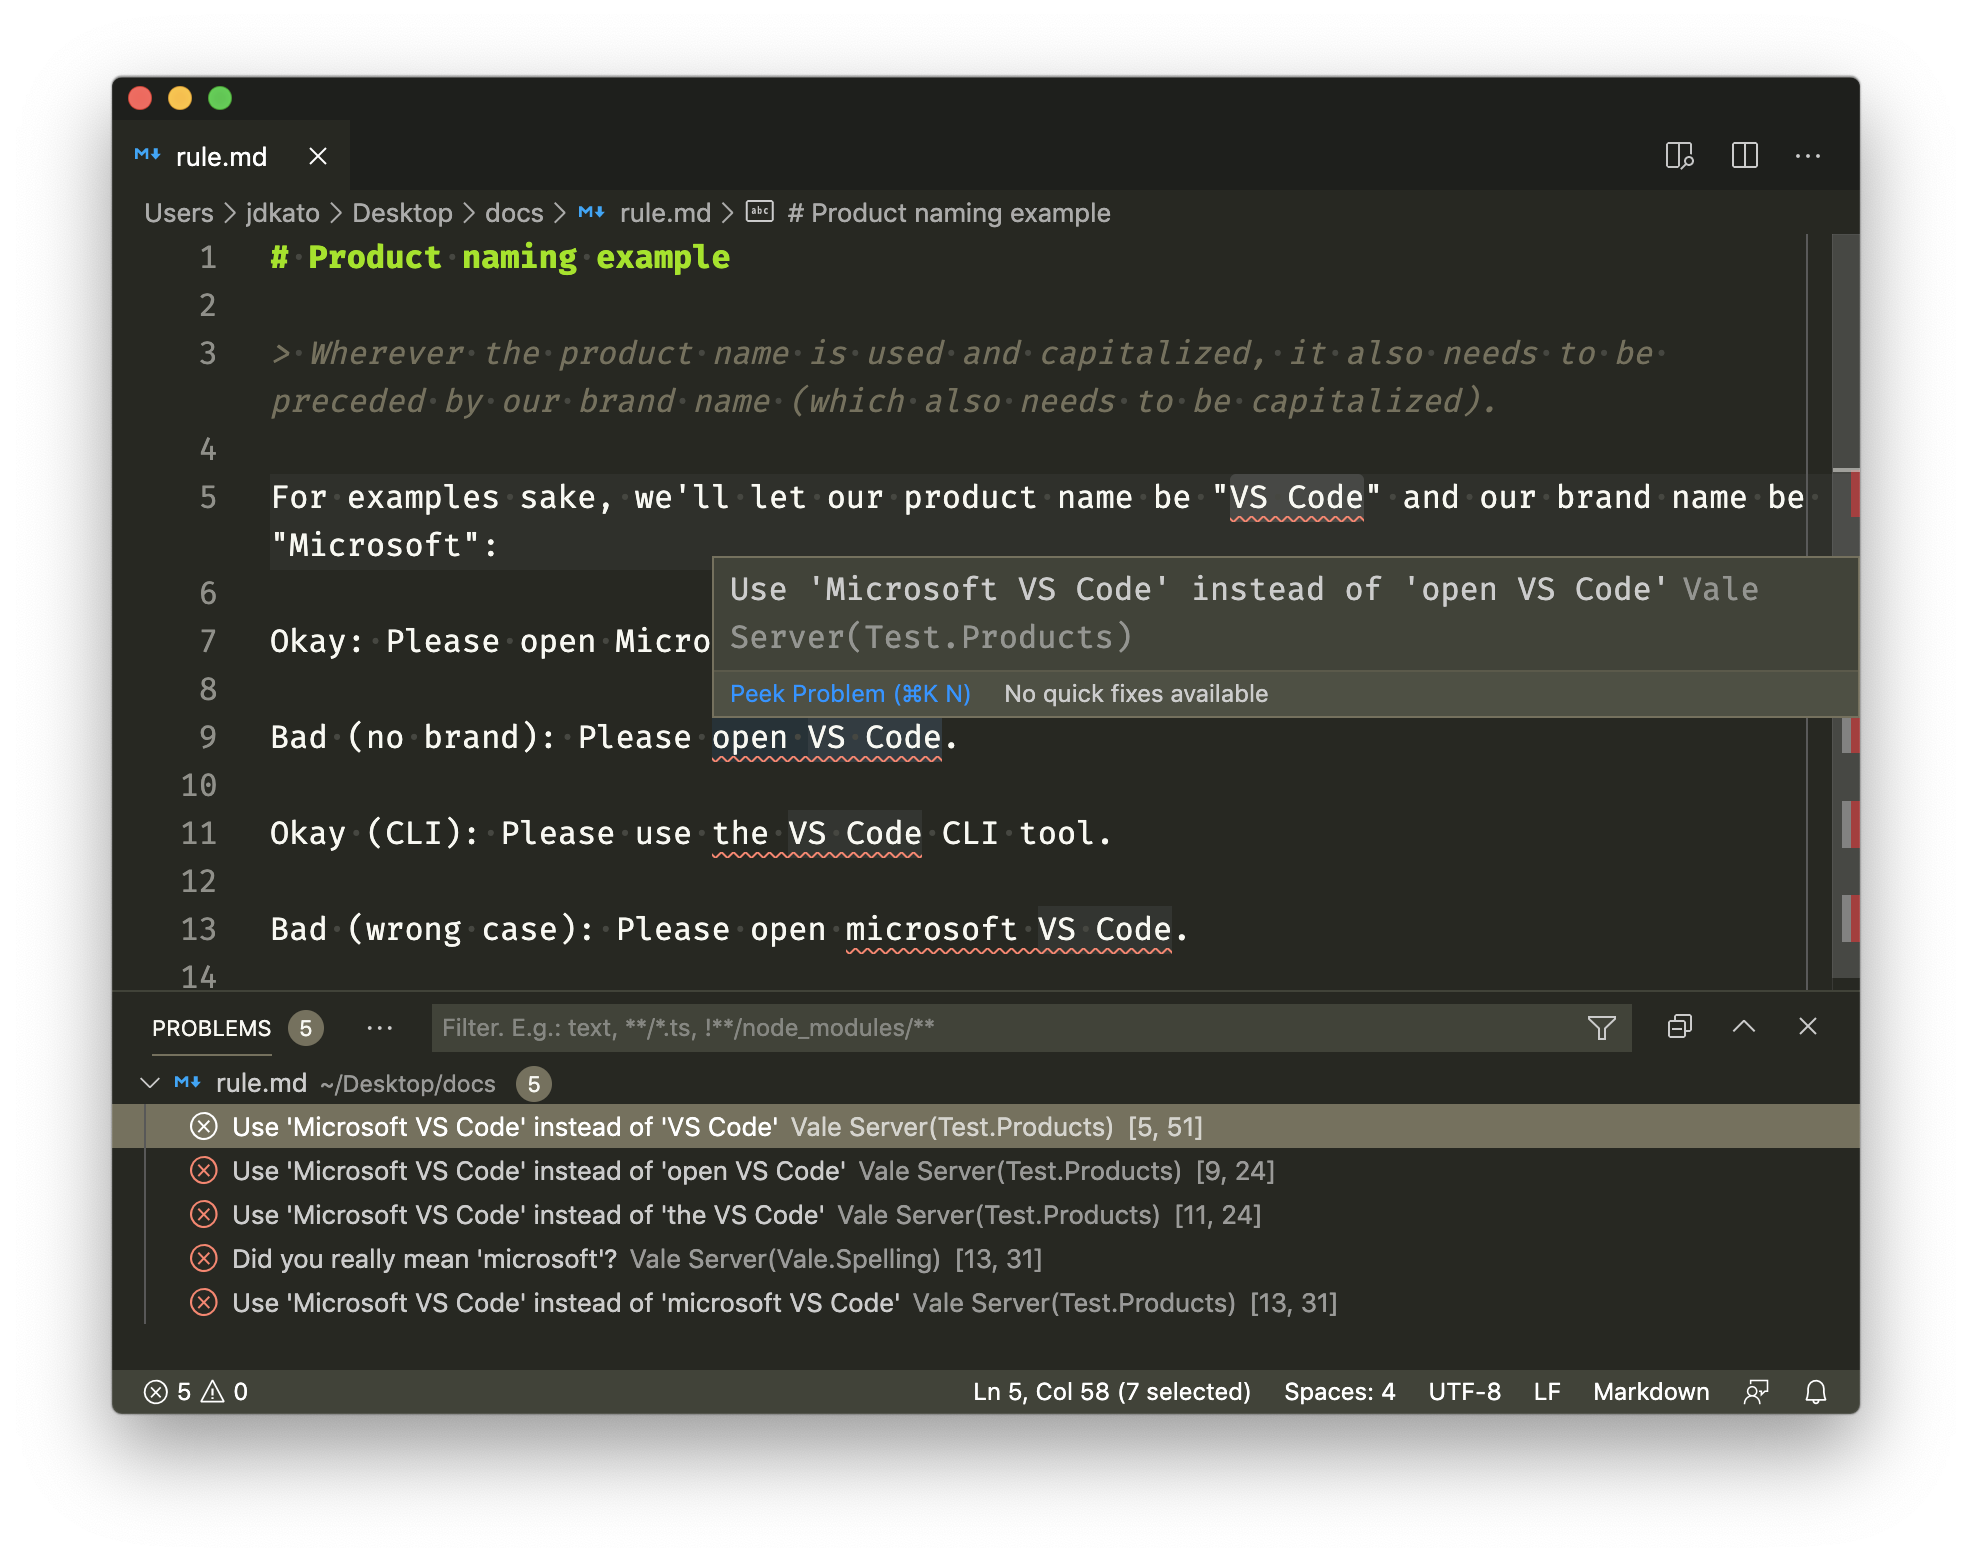 rule.md
Users > jdkato > Desktop > docs > rule.md > # Product naming example
1 # Product naming example
2
3 > Wherever the product name is used and capitalized, it also needs to be
preceded by our brand name (which also needs to be capitalized).
4
5 For examples sake, we'll let our product name be "VS Code" and our brand name be
"Microsoft":
6
Use 'Microsoft VS Code' instead of 'open VS Code' Vale
Server(Test.Products)
7 Okay: Please open Micro
8
Peek Problem (⌘K N) No quick fixes available
9 Bad (no brand): Please open VS Code.
10
11 Okay (CLI): Please use the VS Code CLI tool.
12
13 Bad (wrong case): Please open microsoft VS Code.
14
PROBLEMS 5 ··· Filter. E.g.: text, **/*.ts, !**/node_modules/**
rule.md ~/Desktop/docs 5
Use 'Microsoft VS Code' instead of 'VS Code' Vale Server(Test.Products) [5, 51]
Use 'Microsoft VS Code' instead of 'open VS Code' Vale Server(Test.Products) [9, 24]
Use 'Microsoft VS Code' instead of 'the VS Code' Vale Server(Test.Products) [11, 24]
Did you really mean 'microsoft'? Vale Server(Vale.Spelling) [13, 31]
Use 'Microsoft VS Code' instead of 'microsoft VS Code' Vale Server(Test.Products) [13, 31]
5 0 Ln 5, Col 58 (7 selected) Spaces: 4 UTF-8 LF Markdown